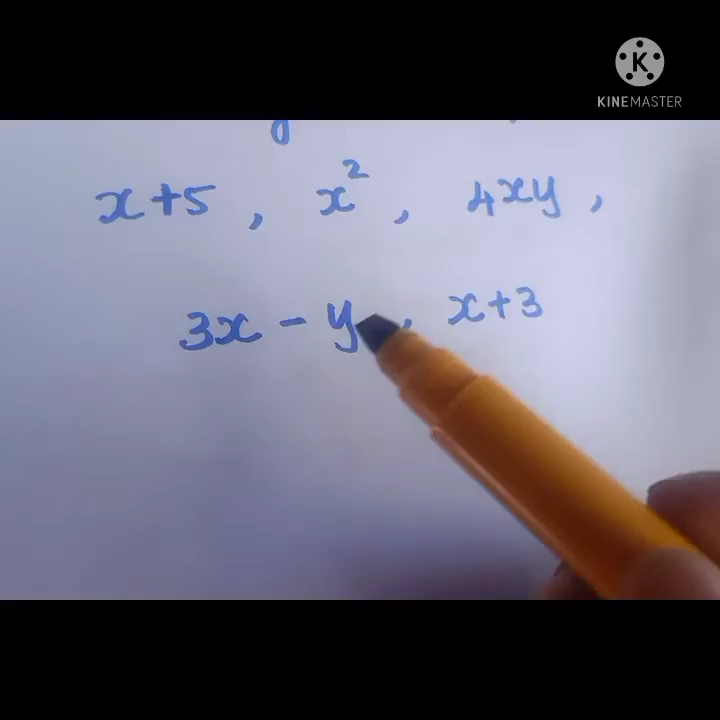 KINEMASTER
x+5, x², 4xy,
3x - y, x+3